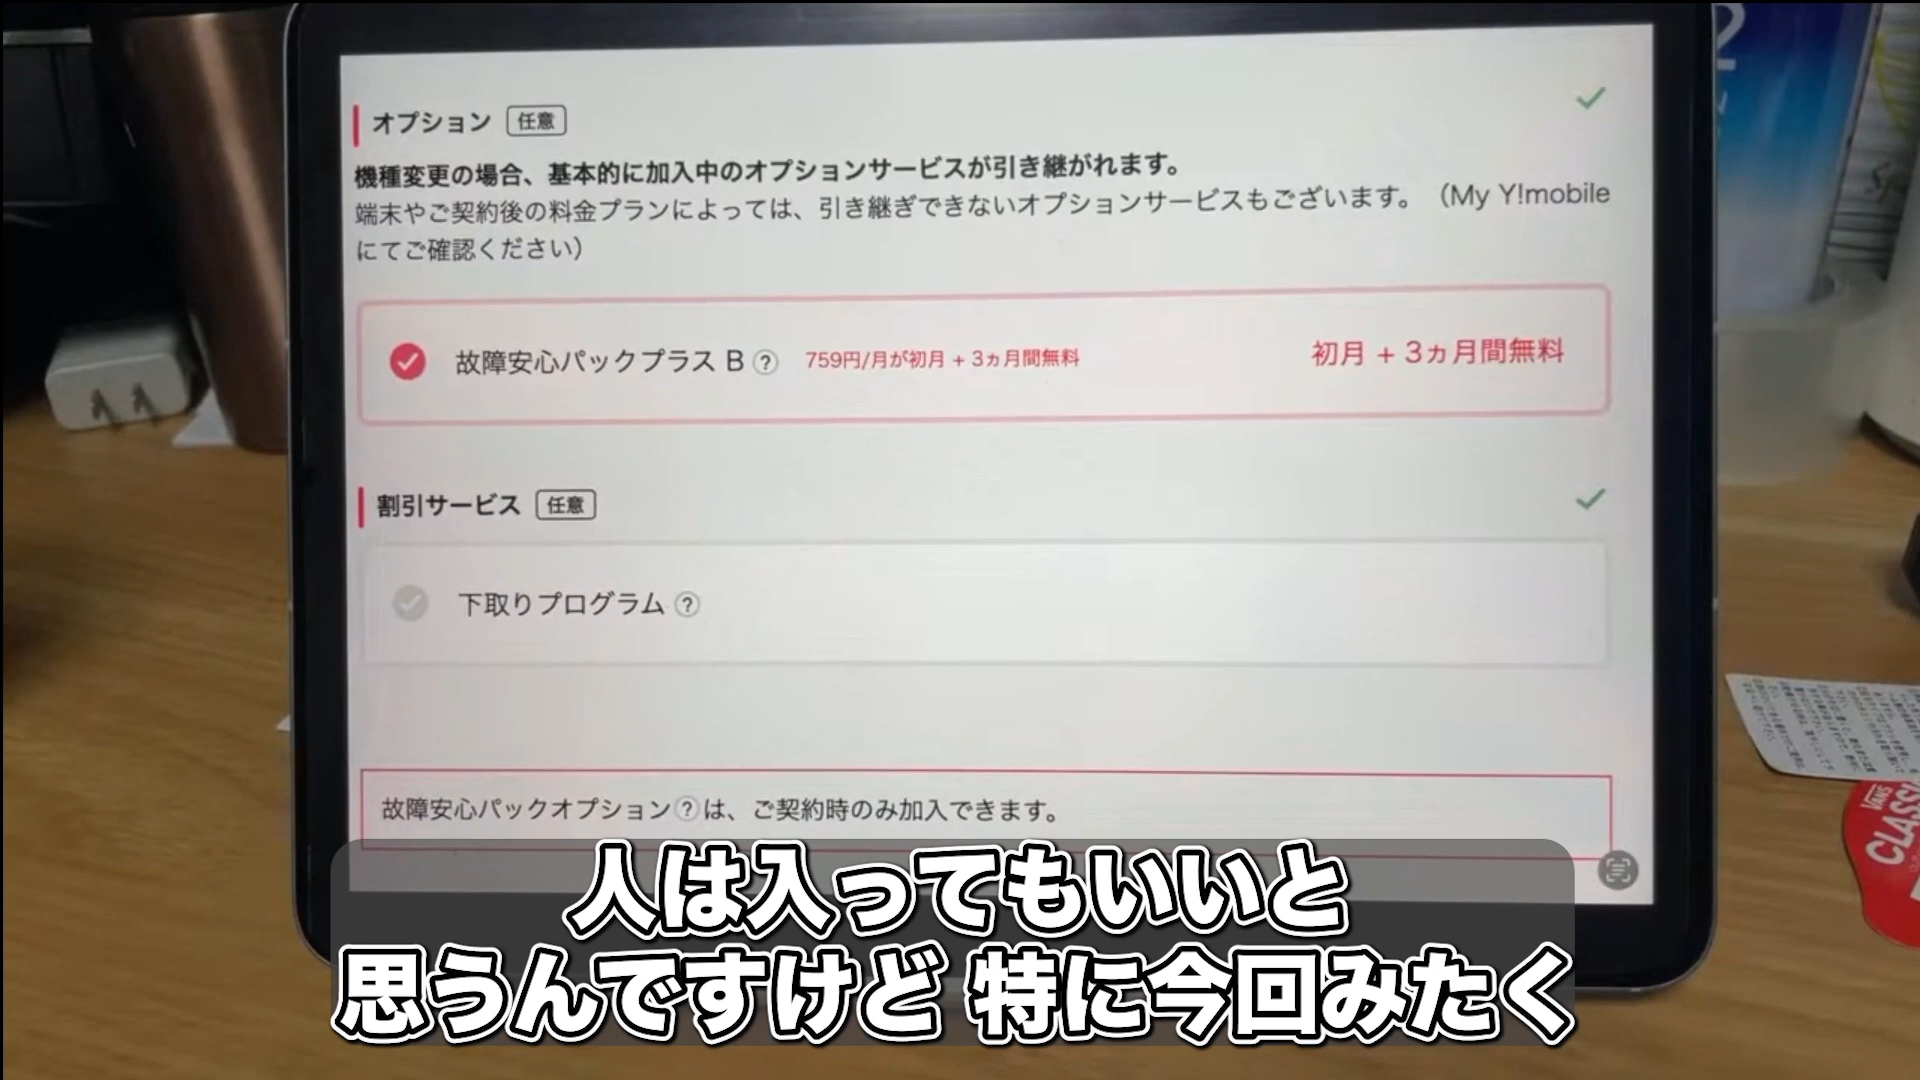 オプション 任意
機種変更の場合、基本的に加入中のオプションサービスが引き継がれます。
端末やご契約後の料金プランによっては、引き継ぎできないオプションサービスもございます。（My Y!mobile
にてご確認ください）
故障安心パックプラス B ? 759円/月が初月 + 3ヵ月間無料 初月 + 3ヵ月間無料
割引サービス 任意
下取りプログラム ?
故障安心パックオプション?は、ご契約時のみ加入できます。
人は入ってもいいと
思うんですけど 特に今回みたく
VANS
CLASSI